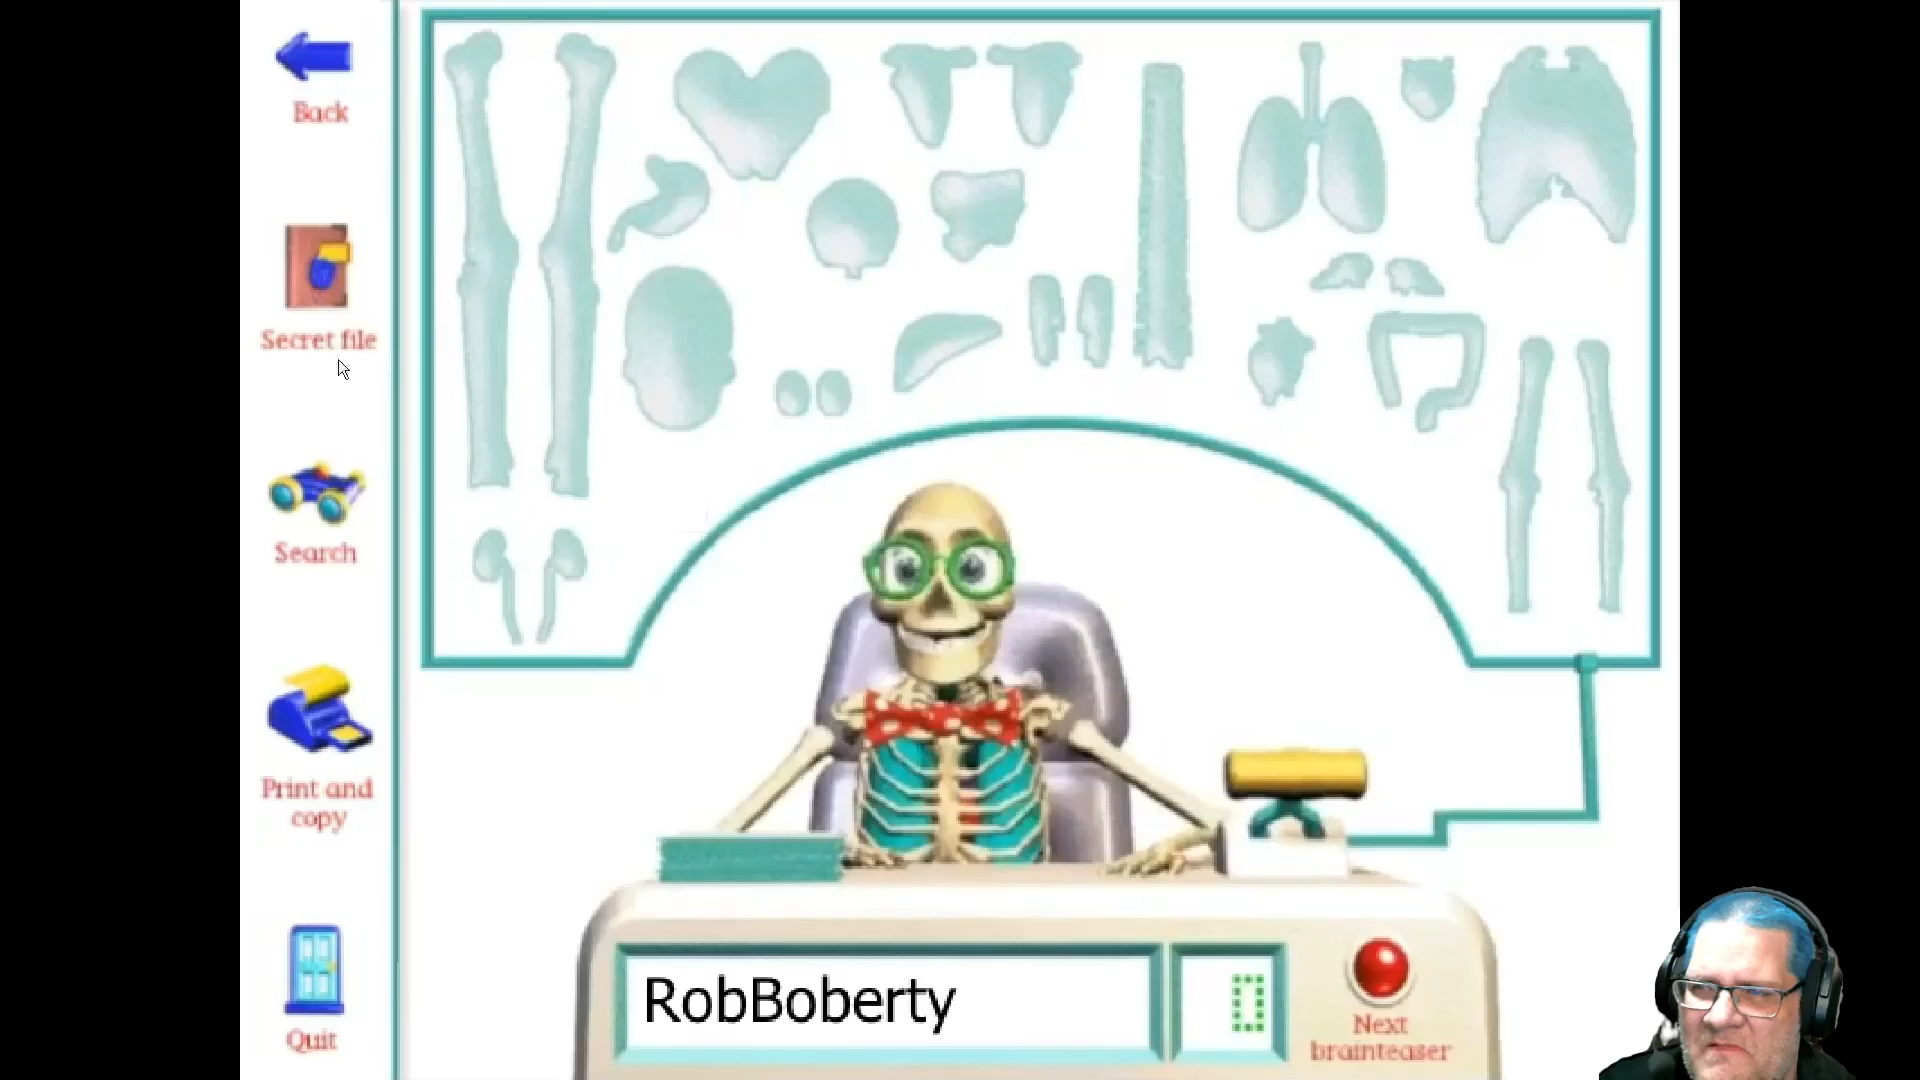 Back
Secret file
Search
Print and
copy
Quit
RobBoberty
0
Next
brainteaser